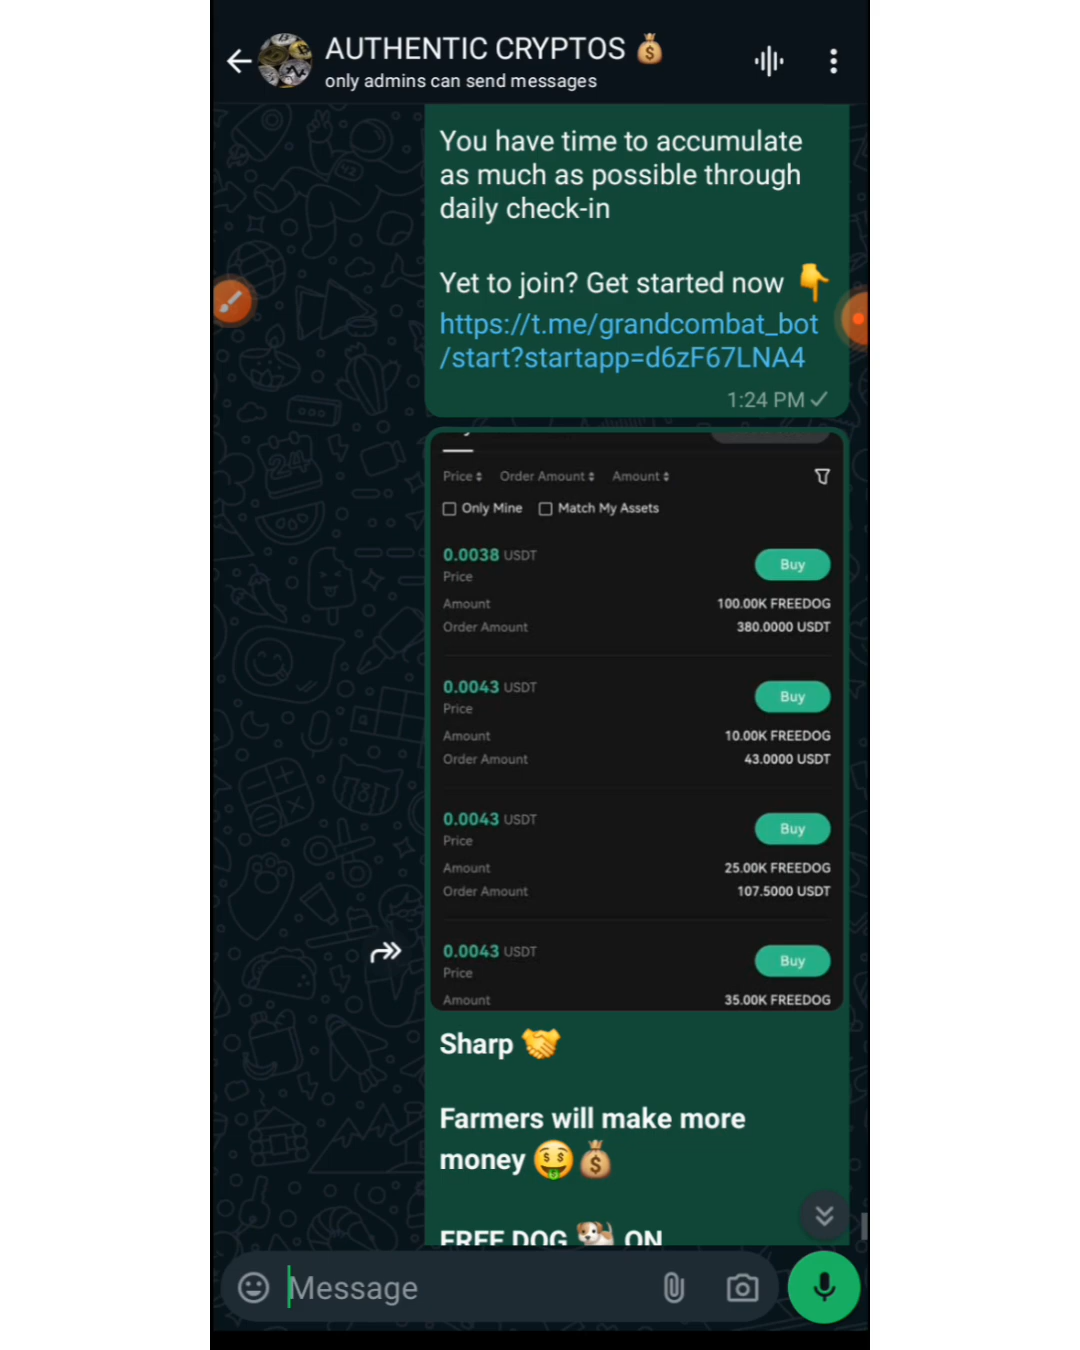 AUTHENTIC CRYPTOS 💰
only admins can send messages
You have time to accumulate
as much as possible through
daily check-in
Yet to join? Get started now 👇
https://t.me/grandcombat_bot
/start?startapp=d6zF67LNA4
1:24 PM
Price Order Amount Amount
Only Mine Match My Assets
0.0038 USDT
Buy
Price
Amount 100.00K FREEDOG
Order Amount 380.0000 USDT
0.0043 USDT
Buy
Price
Amount 10.00K FREEDOG
Order Amount 43.0000 USDT
0.0043 USDT
Buy
Price
Amount 25.00K FREEDOG
Order Amount 107.5000 USDT
0.0043 USDT
Buy
Price
Amount 35.00K FREEDOG
Sharp 🤝
Farmers will make more
money 🤑💰
FREE DOG 🐶 ON
Message